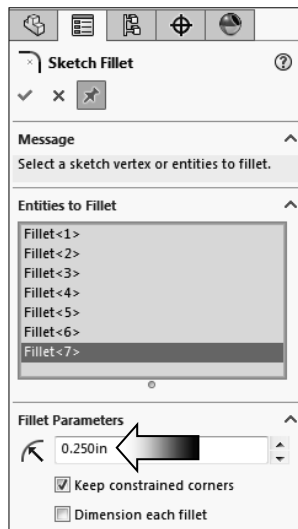 Sketch Fillet
Message
Select a sketch vertex or entities to fillet.
Entities to Fillet
Fillet<1>
Fillet<2>
Fillet<3>
Fillet<4>
Fillet<5>
Fillet<6>
Fillet<7>
Fillet Parameters
0.250in
Keep constrained corners
Dimension each fillet